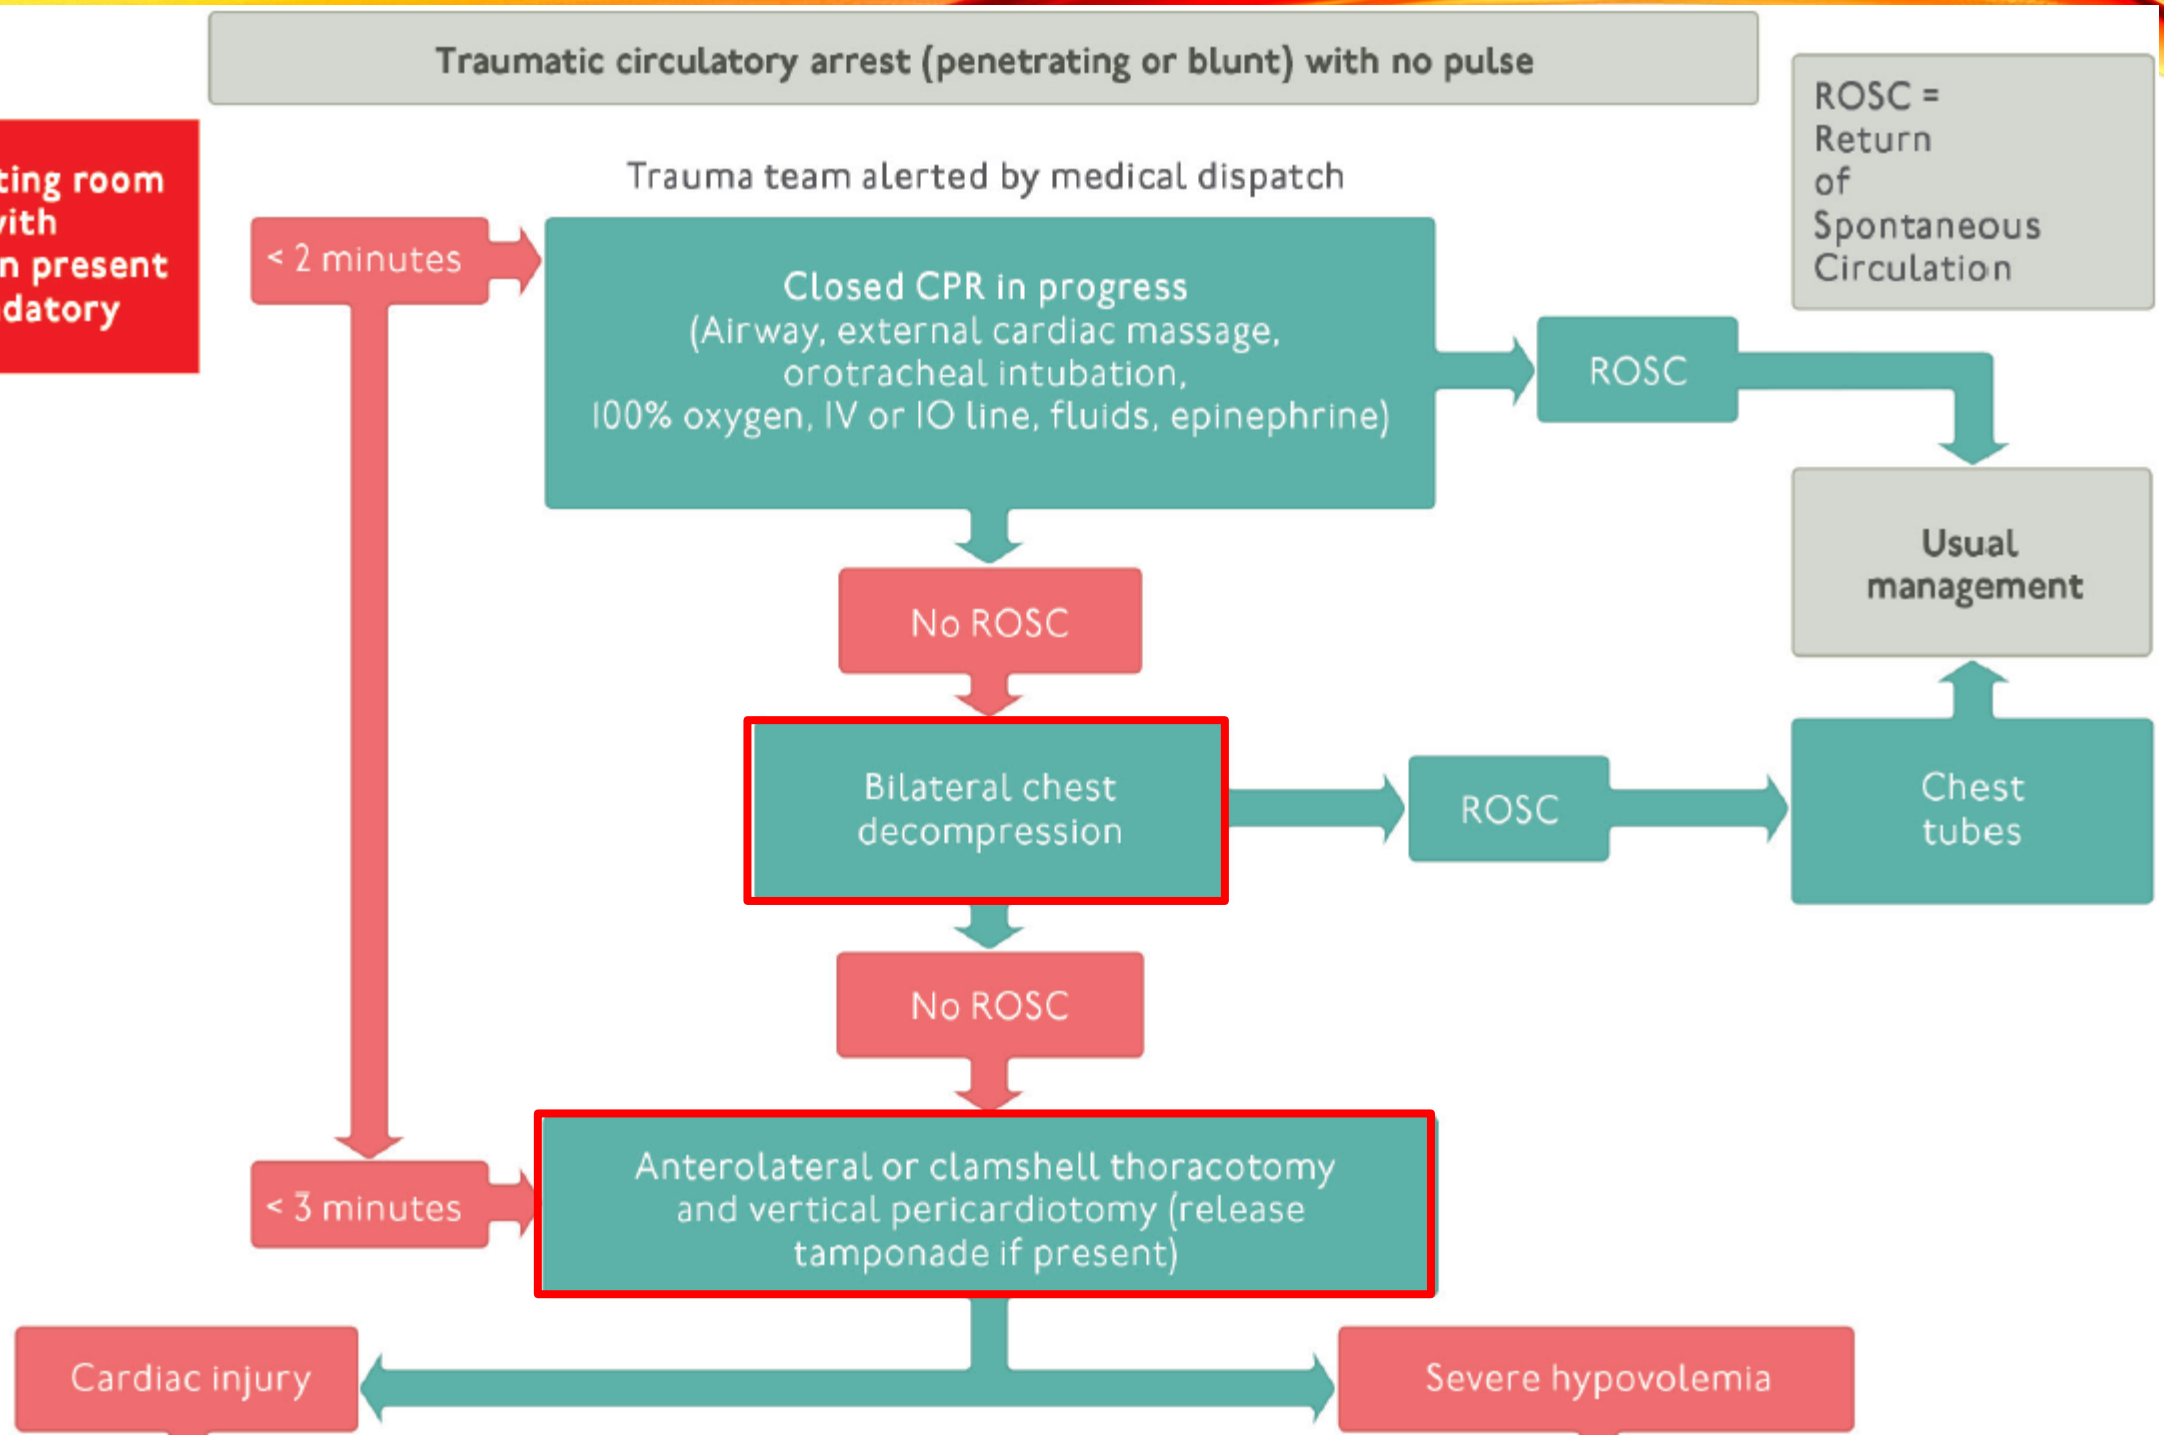 Traumatic circulatory arrest (penetrating or blunt) with no pulse
ROSC =
Return
of
Spontaneous
Circulation
room
present
Trauma team alerted by medical dispatch
< 2 minutes
Closed CPR in progress
(Airway, external cardiac massage,
orotracheal intubation,
100% oxygen, IV or IO line, fluids, epinephrine)
ROSC
Usual
management
No ROSC
Bilateral chest
decompression
ROSC
Chest
tubes
No ROSC
< 3 minutes
Anterolateral or clamshell thoracotomy
and vertical pericardiotomy (release
tamponade if present)
Cardiac injury
Severe hypovolemia